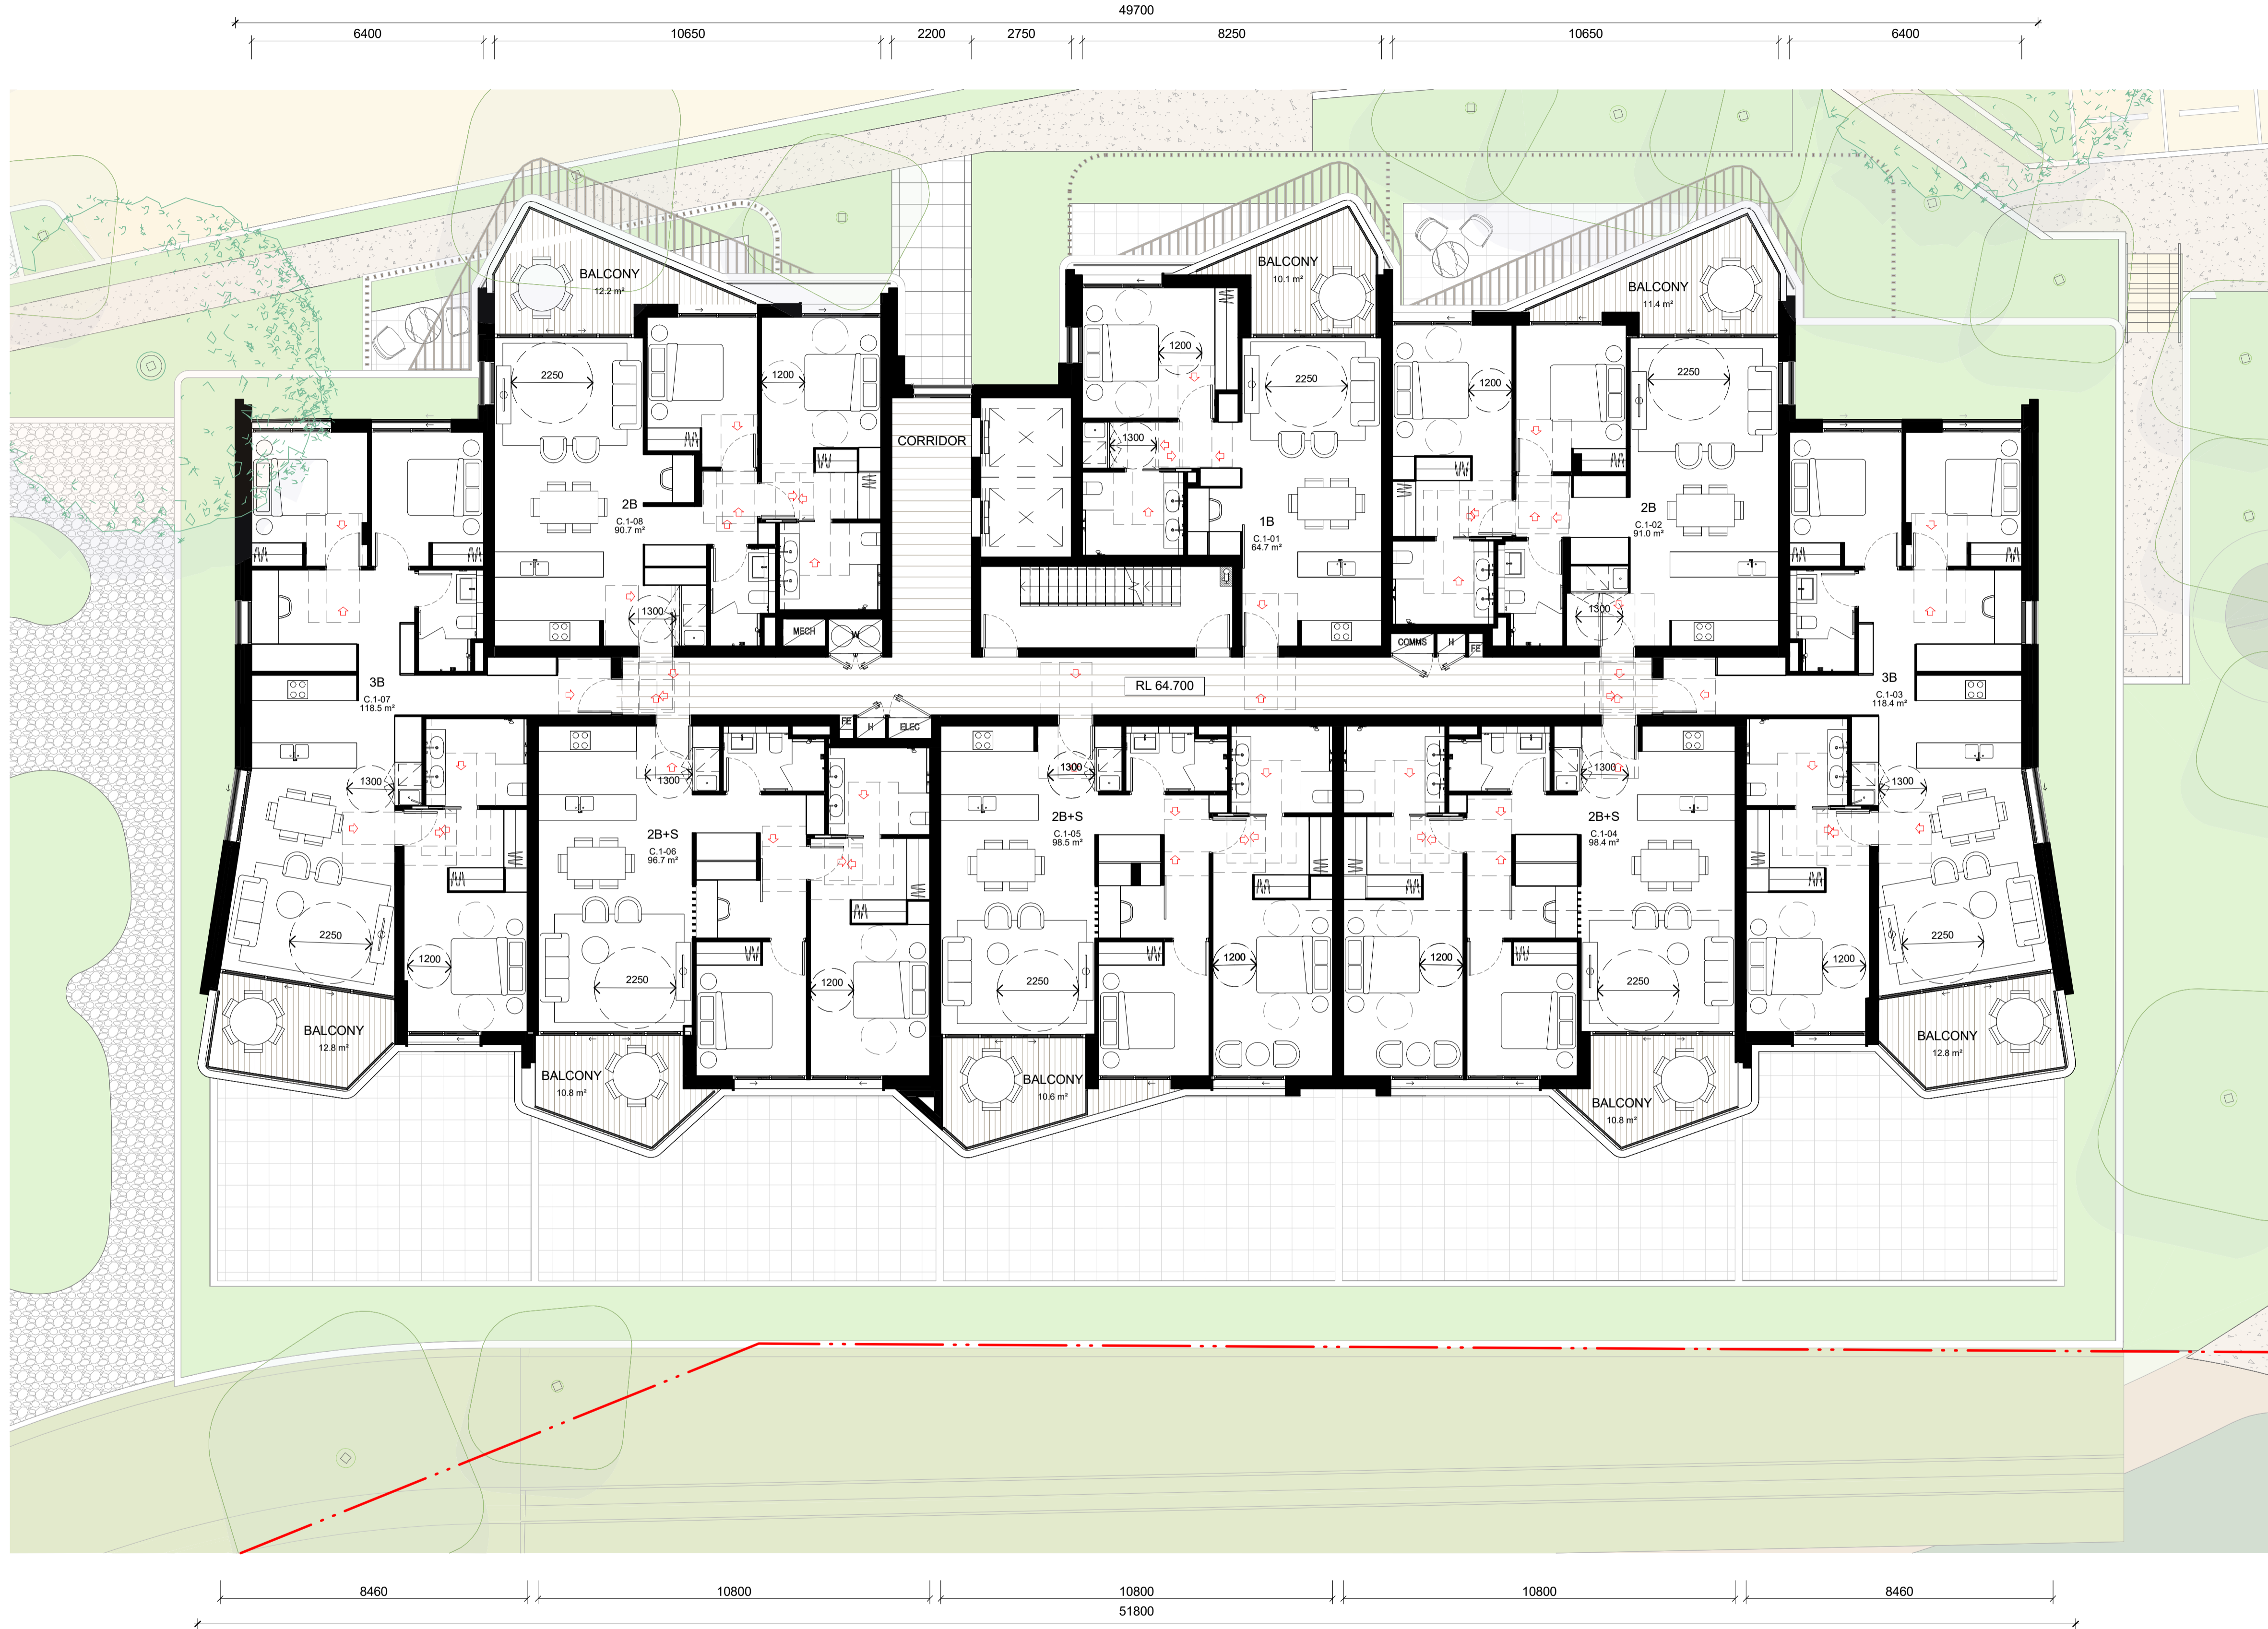 49700
6400
10650
2200
2750
8250
10650
6400
BALCONY
12.2 m²
BALCONY
10.1 m²
BALCONY
11.4 m²
2250
1200
1200
2250
1200
2250
CORRIDOR
1300
2B
C.1-08
90.7 m²
1B
C.1-01
64.7 m²
2B
C.1-02
91.0 m²
1300
1300
MECH
W
COMMS
H
FE
3B
C.1-07
118.5 m²
RL 64.700
3B
C.1-03
118.4 m²
FE
H
ELEC
1300
1300
1300
1300
1300
2B+S
C.1-06
96.7 m²
2B+S
C.1-05
98.5 m²
2B+S
C.1-04
98.4 m²
2250
1200
2250
1200
2250
1200
1200
2250
1200
2250
BALCONY
12.8 m²
BALCONY
10.8 m²
BALCONY
10.6 m²
BALCONY
10.8 m²
BALCONY
12.8 m²
8460
10800
10800
10800
8460
51800